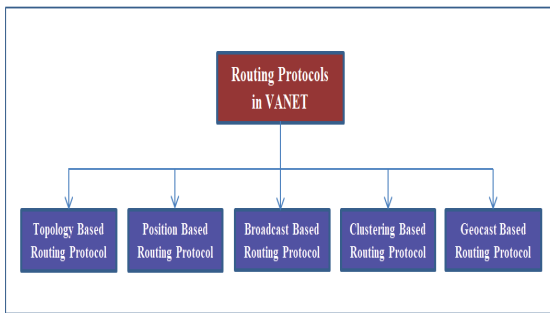 Routing Protocols
in VANET
Topology Based
Routing Protocol
Position Based
Routing Protocol
Broadcast Based
Routing Protocol
Clustering Based
Routing Protocol
Geocast Based
Routing Protocol